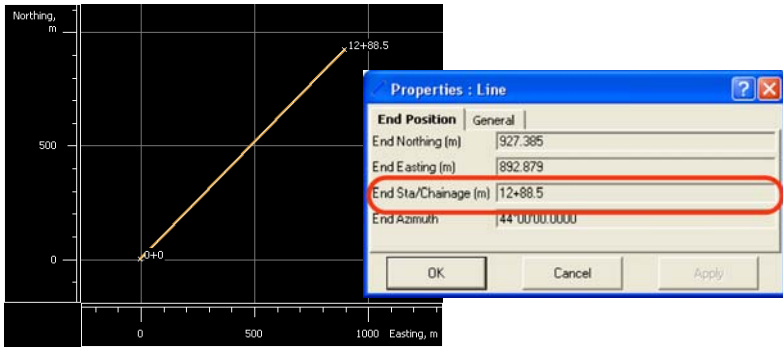 Northing,
m
12+88.5
500
0+0
0
0
500
1000
Easting, m
Properties : Line
End Position
General
End Northing (m)
927.385
End Easting (m)
892.879
End Sta/Chainage (m)
12+88.5
End Azimuth
44°00'00.0000
OK
Cancel
Apply